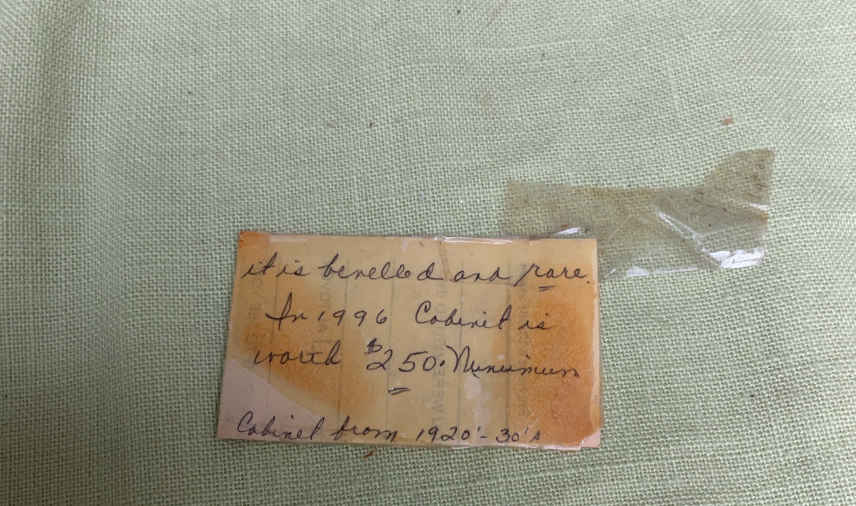 it is bevelled and rare.
In 1996 Cabinet is
worth $250. Minimum
Cabinet from 1920'-30's